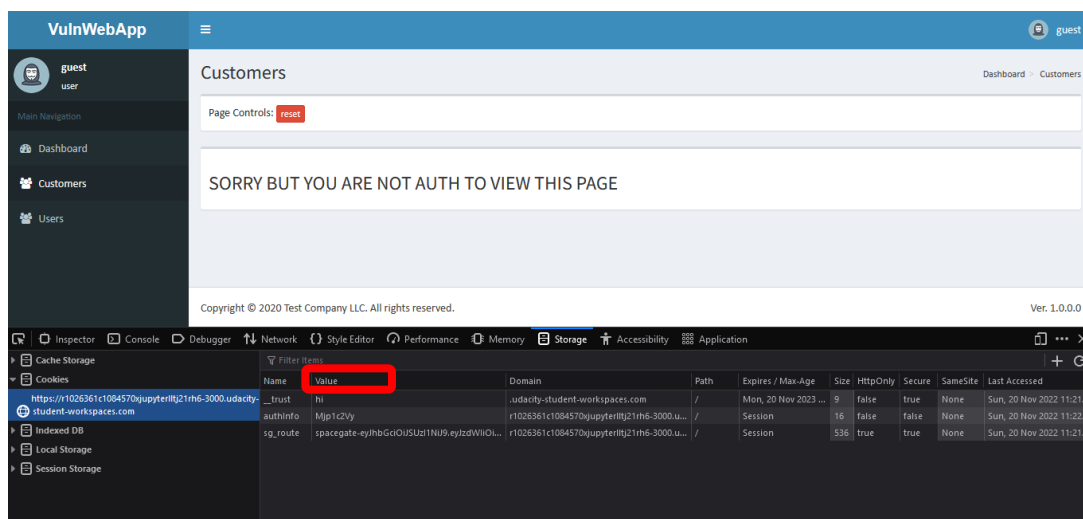 VulnWebApp
guest
guest
user
Customers
Dashboard > Customers
Main Navigation
Page Controls: reset
Dashboard
Customers
SORRY BUT YOU ARE NOT AUTH TO VIEW THIS PAGE
Users
Copyright © 2020 Test Company LLC. All rights reserved.
Ver. 1.0.0.0
Inspector Console Debugger Network {} Style Editor Performance Memory Storage Accessibility Application
Cache Storage
Filter Items
Cookies
Name Value Domain Path Expires / Max-Age Size HttpOnly Secure SameSite Last Accessed
https://r1026361c1084570xjupyterlltj21rh6-3000.udacity-student-workspaces.com
__trust hi .udacity-student-workspaces.com / Mon, 20 Nov 2023 ... 9 false true None Sun, 20 Nov 2022 11:21
authInfo Mjp1c2Vy r1026361c1084570xjupyterlltj21rh6-3000.u... / Session 16 false false None Sun, 20 Nov 2022 11:22
Indexed DB
sg_route spacegate-eyJhbGciOiJSUzI1NiJ9.eyJzdWIiOi... r1026361c1084570xjupyterlltj21rh6-3000.u... / Session 536 true true None Sun, 20 Nov 2022 11:21
Local Storage
Session Storage